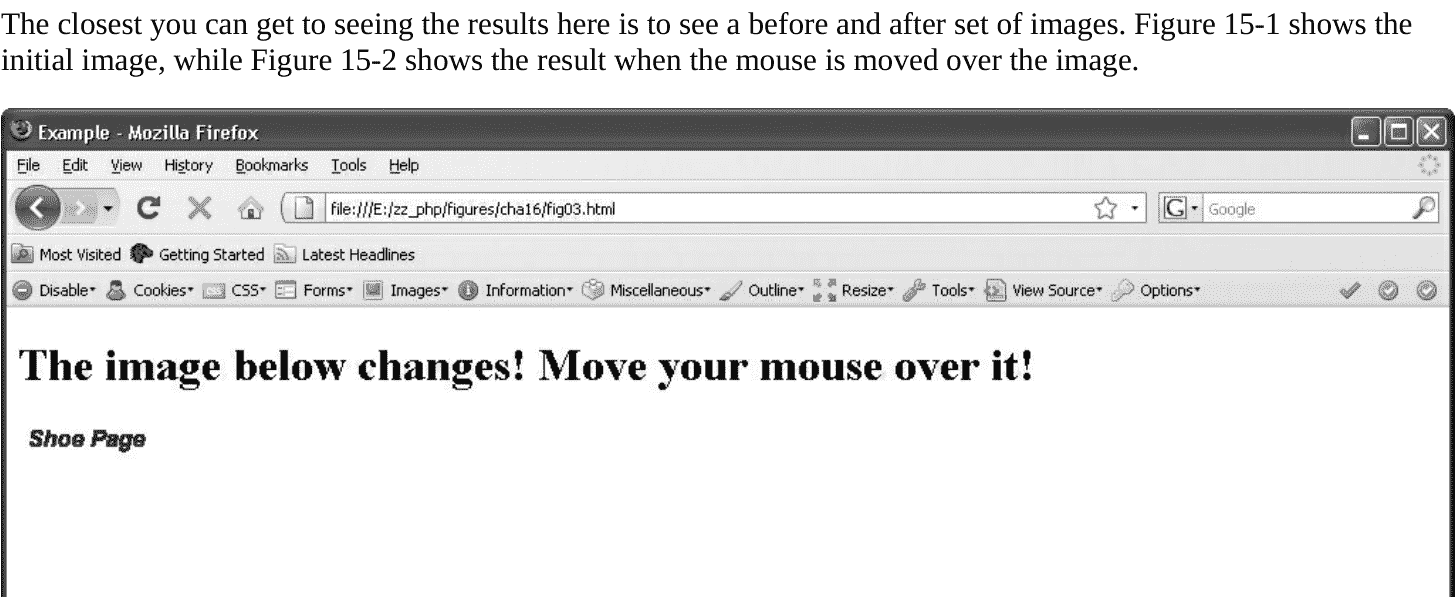 The closest you can get to seeing the results here is to see a before and after set of images. Figure 15-1 shows the
initial image, while Figure 15-2 shows the result when the mouse is moved over the image.
Example - Mozilla Firefox
File Edit View History Bookmarks Tools Help
file:///E:/zz_php/figures/cha16/fig03.html G Google
Most Visited Getting Started Latest Headlines
Disable Cookies CSS Forms Images Information Miscellaneous Outline Resize Tools View Source Options
The image below changes! Move your mouse over it!
Shoe Page